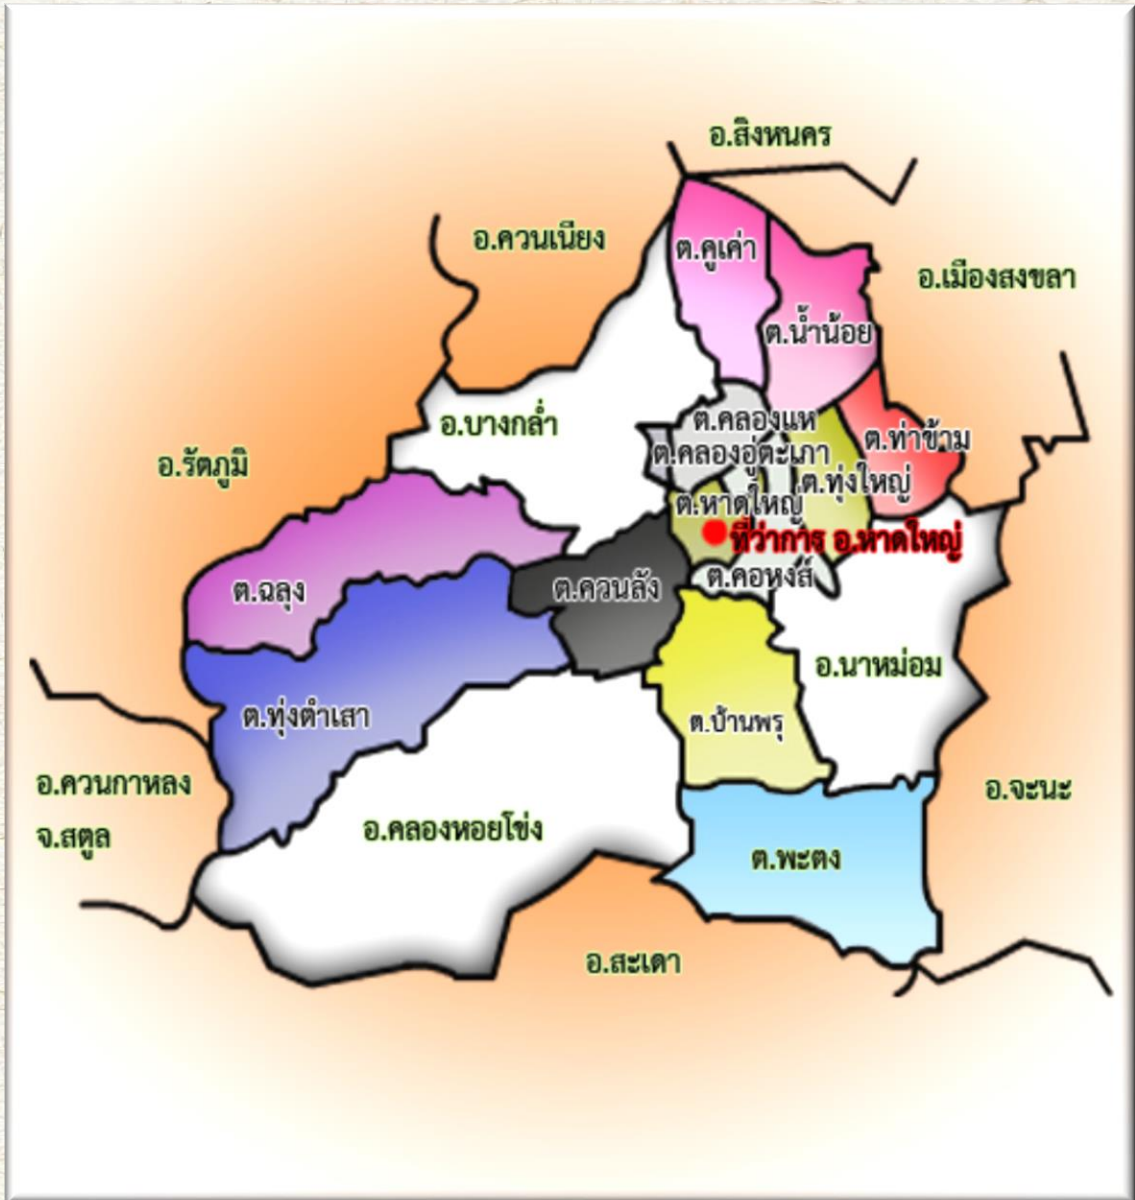 อ.สิงหนคร
อ.ควนเนียง
ต.คูเค่า
อ.เมืองสงขลา
ต.น้ำน้อย
อ.บางกล่ำ
ต.คลองแห
ต.ท่าข้าม
ต.คลองอู่ตะเภา
อ.รัตภูมิ
ต.ทุ่งใหญ่
ต.หาดใหญ่
ที่ว่าการ อ.หาดใหญ่
ต.คอหงส์
ต.ฉลุง
ต.ควนลัง
อ.นาหม่อม
ต.ทุ่งตำเสา
ต.บ้านพรุ
อ.ควนกาหลง
จ.สตูล
อ.จะนะ
อ.คลองหอยโข่ง
ต.พะตง
อ.สะเดา